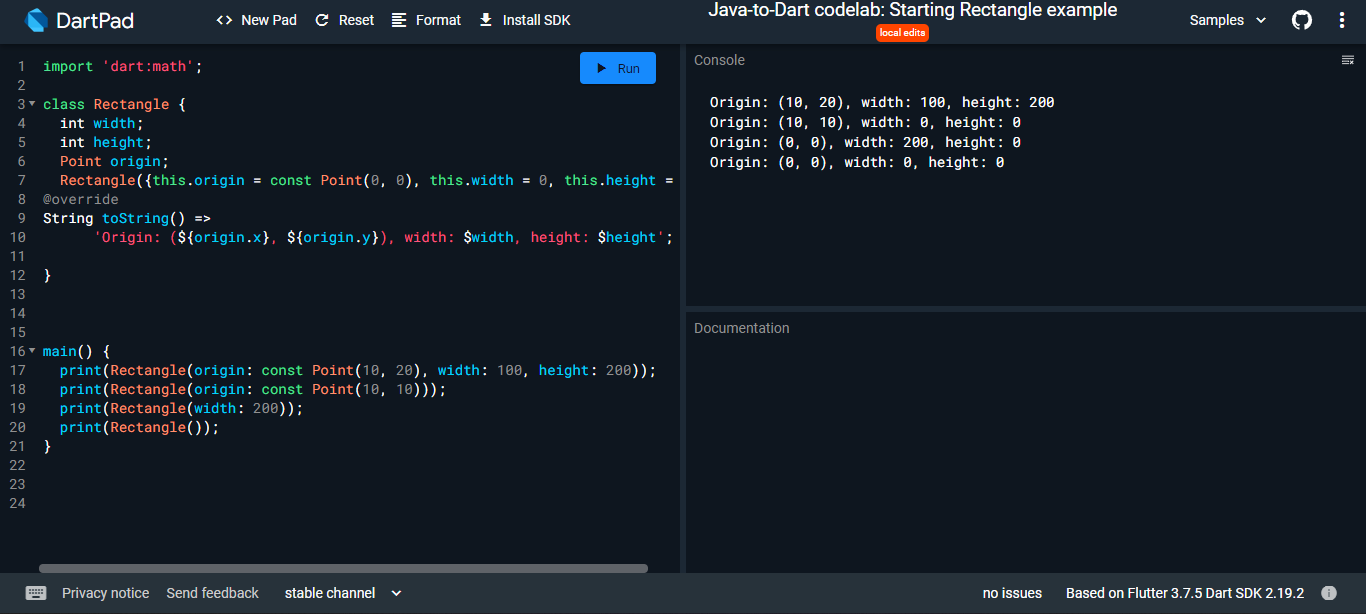 DartPad
<> New Pad
Reset
Format
Install SDK
Java-to-Dart codelab: Starting Rectangle example
local edits
Samples
1 import 'dart:math';
2
3 class Rectangle {
4 int width;
5 int height;
6 Point origin;
7 Rectangle({this.origin = const Point(0, 0), this.width = 0, this.height =
8 @override
9 String toString() =>
10 'Origin: (${origin.x}, ${origin.y}), width: $width, height: $height';
11
12 }
13
14
15
16 main() {
17 print(Rectangle(origin: const Point(10, 20), width: 100, height: 200));
18 print(Rectangle(origin: const Point(10, 10)));
19 print(Rectangle(width: 200));
20 print(Rectangle());
21 }
22
23
24
Run
Console
Origin: (10, 20), width: 100, height: 200
Origin: (10, 10), width: 0, height: 0
Origin: (0, 0), width: 200, height: 0
Origin: (0, 0), width: 0, height: 0
Documentation
Privacy notice
Send feedback
stable channel
no issues
Based on Flutter 3.7.5 Dart SDK 2.19.2